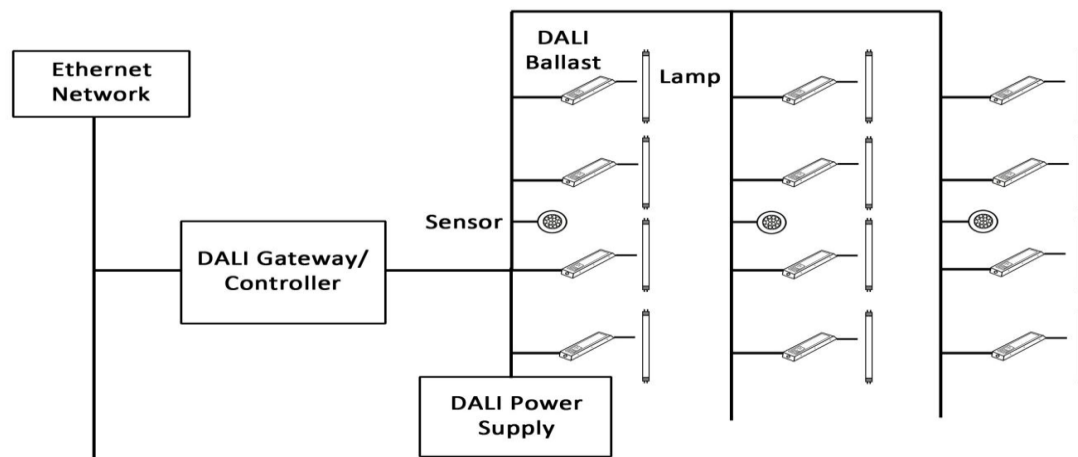 DALI
Ballast
Ethernet
Network
Lamp
Sensor
DALI Gateway/
Controller
DALI Power
Supply